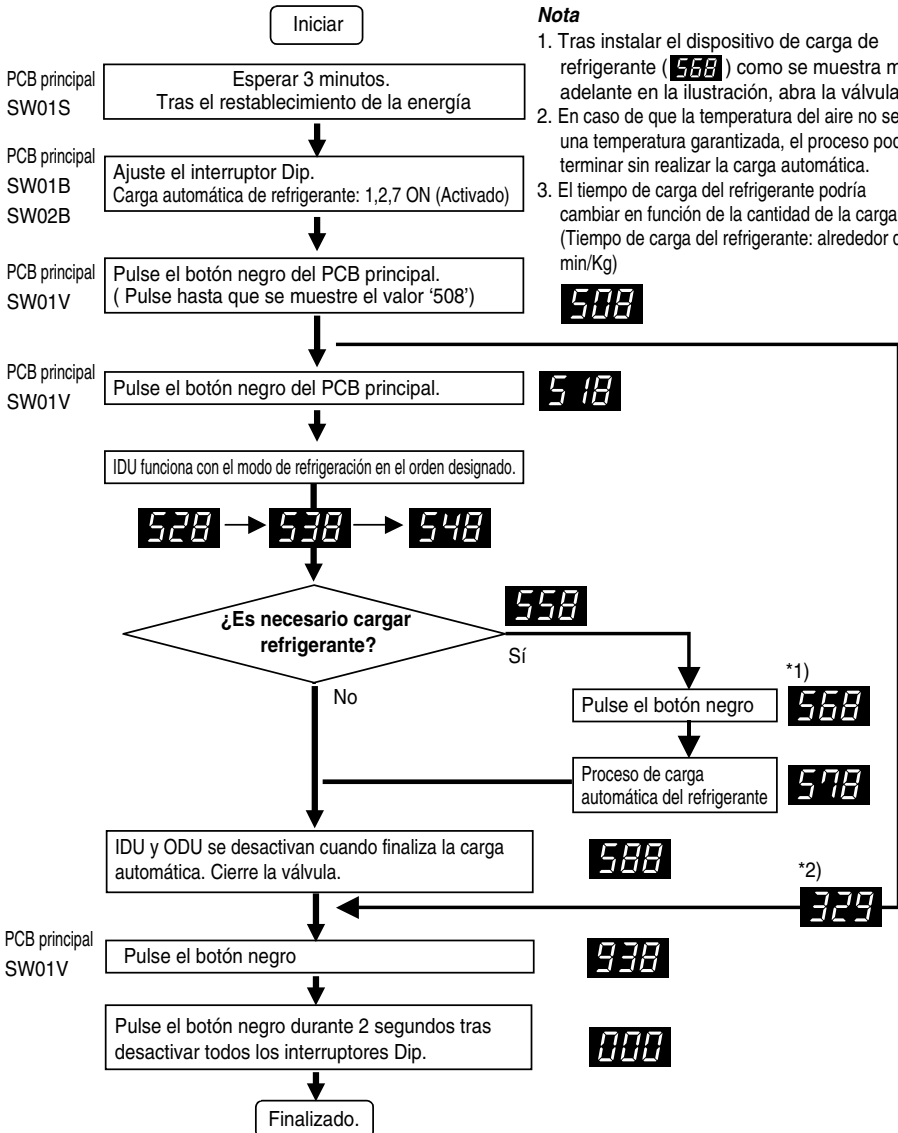 Iniciar
PCB principal
SW01S
Esperar 3 minutos.
Tras el restablecimiento de la energía
PCB principal
SW01B
SW02B
Ajuste el interruptor Dip.
Carga automática de refrigerante: 1,2,7 ON (Activado)
PCB principal
SW01V
Pulse el botón negro del PCB principal.
( Pulse hasta que se muestre el valor ‘508’)
Nota
1. Tras instalar el dispositivo de carga de
refrigerante ( 568 ) como se muestra m
adelante en la ilustración, abra la válvula
2. En caso de que la temperatura del aire no se
una temperatura garantizada, el proceso pod
terminar sin realizar la carga automática.
3. El tiempo de carga del refrigerante podría
cambiar en función de la cantidad de la carga
(Tiempo de carga del refrigerante: alrededor
min/Kg)
508
PCB principal
SW01V
Pulse el botón negro del PCB principal.
518
IDU funciona con el modo de refrigeración en el orden designado.
528 538 548
¿Es necesario cargar
refrigerante?
558
Sí
No
Pulse el botón negro
*1)
568
Proceso de carga
automática del refrigerante
578
IDU y ODU se desactivan cuando finaliza la carga
automática. Cierre la válvula.
588
*2)
329
PCB principal
SW01V
Pulse el botón negro
938
Pulse el botón negro durante 2 segundos tras
desactivar todos los interruptores Dip.
000
Finalizado.